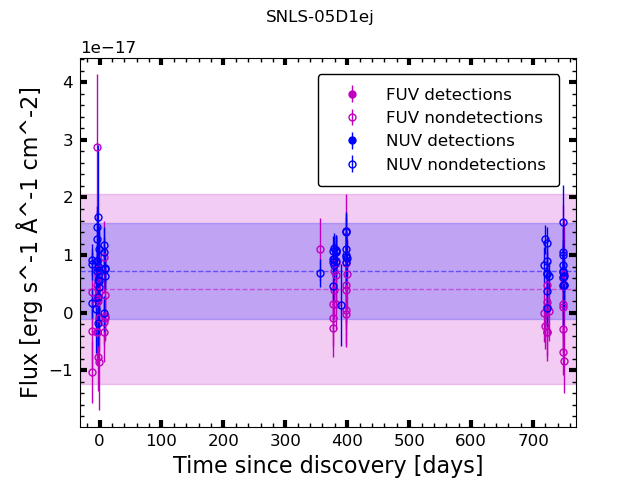 SNLS-05D1ej
1e−17
FUV detections
FUV nondetections
NUV detections
NUV nondetections
4
3
2
1
0
−1
Flux [erg s^-1 Å^-1 cm^-2]
0 100 200 300 400 500 600 700
Time since discovery [days]